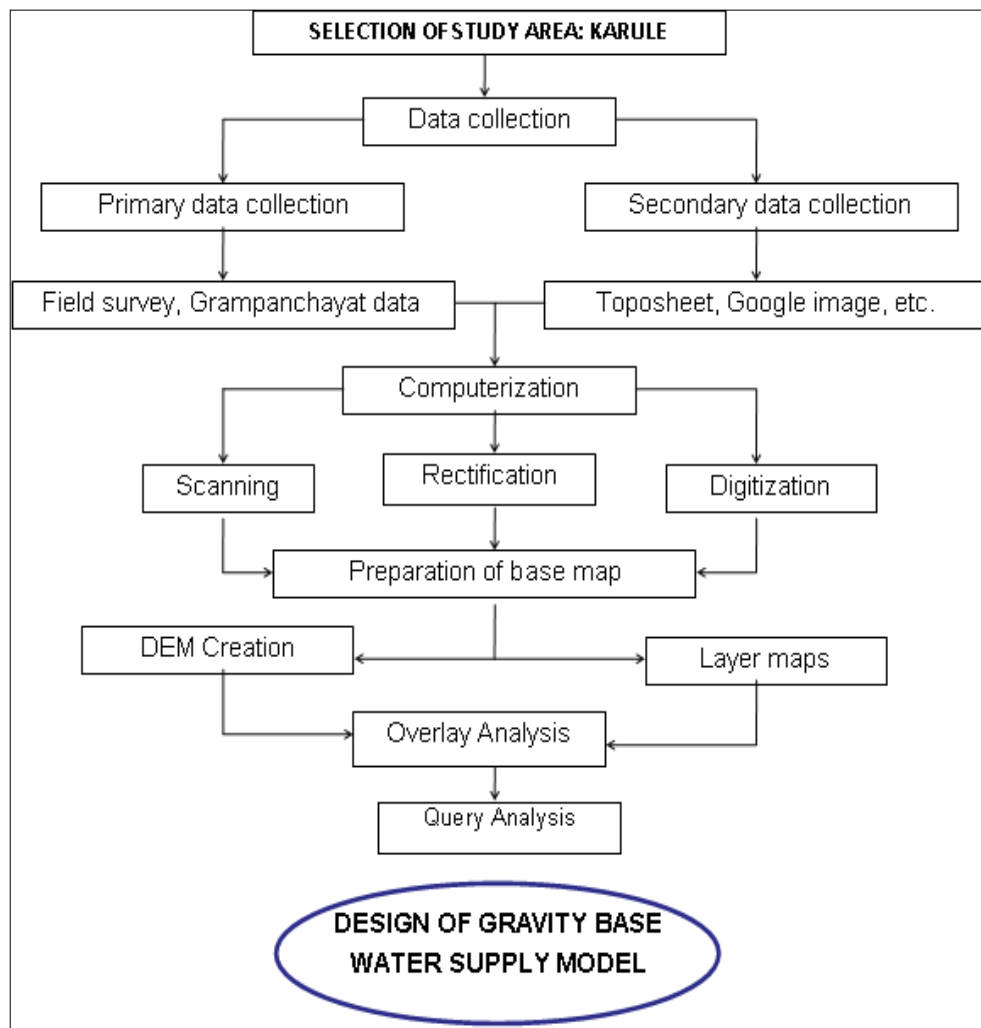 SELECTION OF STUDY AREA: KARULE
Data collection
Primary data collection
Secondary data collection
Field survey, Grampanchayat data
Toposheet, Google image, etc.
Computerization
Scanning
Rectification
Digitization
Preparation of base map
DEM Creation
Layer maps
Overlay Analysis
Query Analysis
DESIGN OF GRAVITY BASE
WATER SUPPLY MODEL